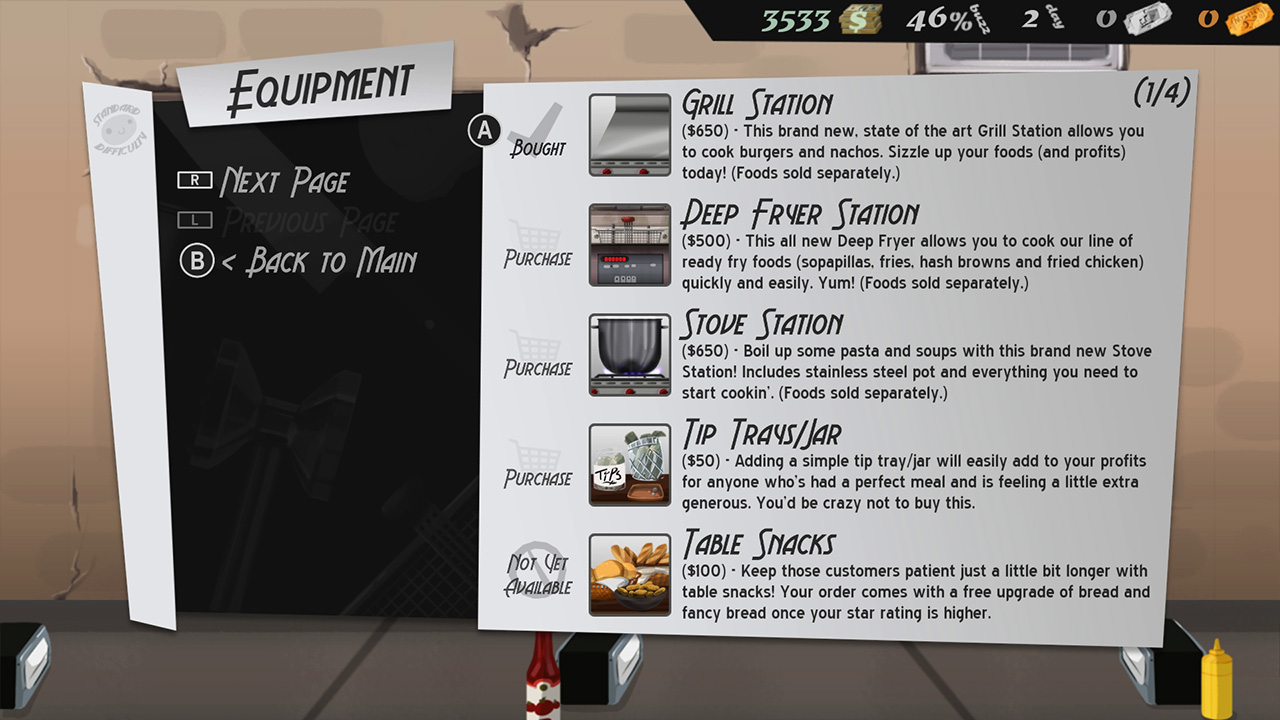 3533 $ 46% buzz 2 day 0 0
Equipment
(1/4)
STANDARD
DIFFICULTY
R Next Page
L Previous Page
B < Back to Main
A Bought
Grill Station
($650) - This brand new, state of the art Grill Station allows you
to cook burgers and nachos. Sizzle up your foods (and profits)
today! (Foods sold separately.)
Purchase
Deep Fryer Station
($500) - This all new Deep Fryer allows you to cook our line of
ready fry foods (sopapillas, fries, hash browns and fried chicken)
quickly and easily. Yum! (Foods sold separately.)
Purchase
Stove Station
($650) - Boil up some pasta and soups with this brand new Stove
Station! Includes stainless steel pot and everything you need to
start cookin'. (Foods sold separately.)
Purchase
TIPS
Tip Trays/Jar
($50) - Adding a simple tip tray/jar will easily add to your profits
for anyone who's had a perfect meal and is feeling a little extra
generous. You'd be crazy not to buy this.
Not Yet
Available
Table Snacks
($100) - Keep those customers patient just a little bit longer with
table snacks! Your order comes with a free upgrade of bread and
fancy bread once your star rating is higher.